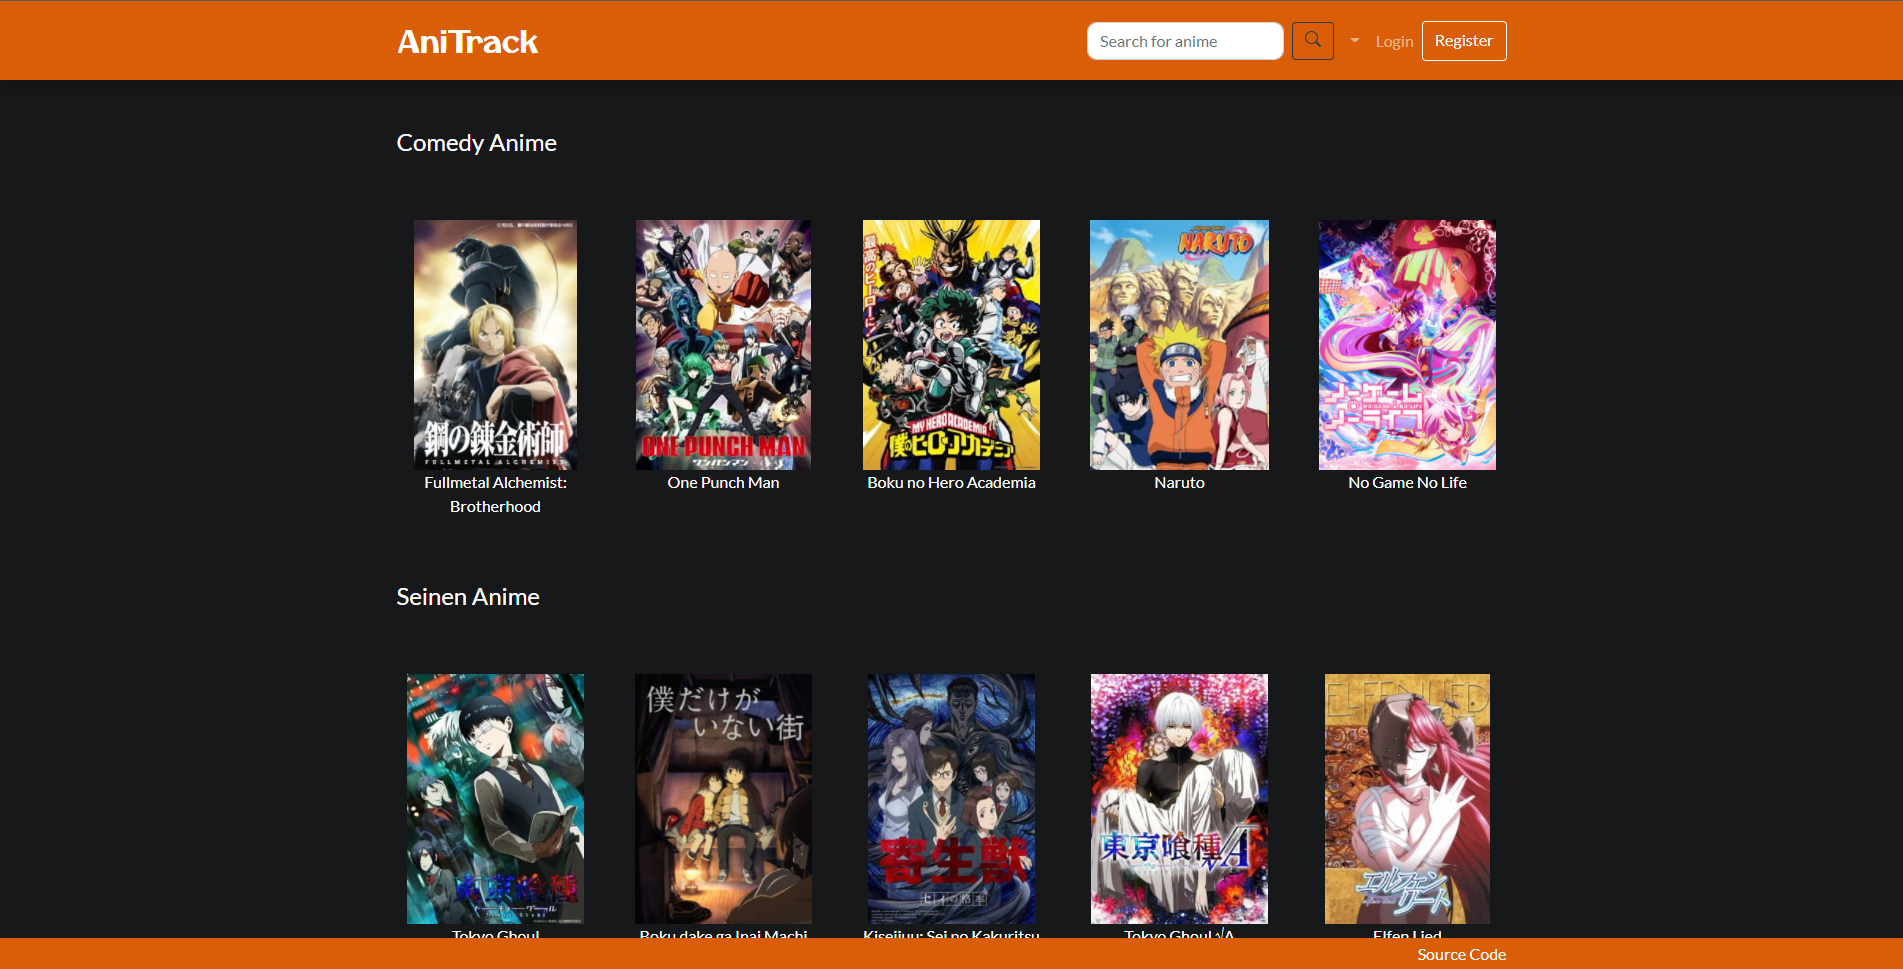 AniTrack
Search for anime
Login
Register
Comedy Anime
鋼の錬金術師
FULLMETAL ALCHEMIST
ONE PUNCH MAN
ワンパンマン
最高のヒーロー
MY HERO ACADEMIA
僕のヒーローアカデミア
NARUTO
ノーゲーム
NO GAME NO LIFE
ノーライフ
Fullmetal Alchemist:
Brotherhood
One Punch Man
Boku no Hero Academia
Naruto
No Game No Life
Seinen Anime
東京喰種
トーキョーグール
僕だけが
いない街
寄生獣
セイの格率
東京喰種√A
ELFEN LIED
エルフェン
リート
Tokyo Ghoul
Boku dake ga Inai Machi
Kiseijuu: Sei no Kakuritsu
Tokyo Ghoul √A
Elfen Lied
Source Code